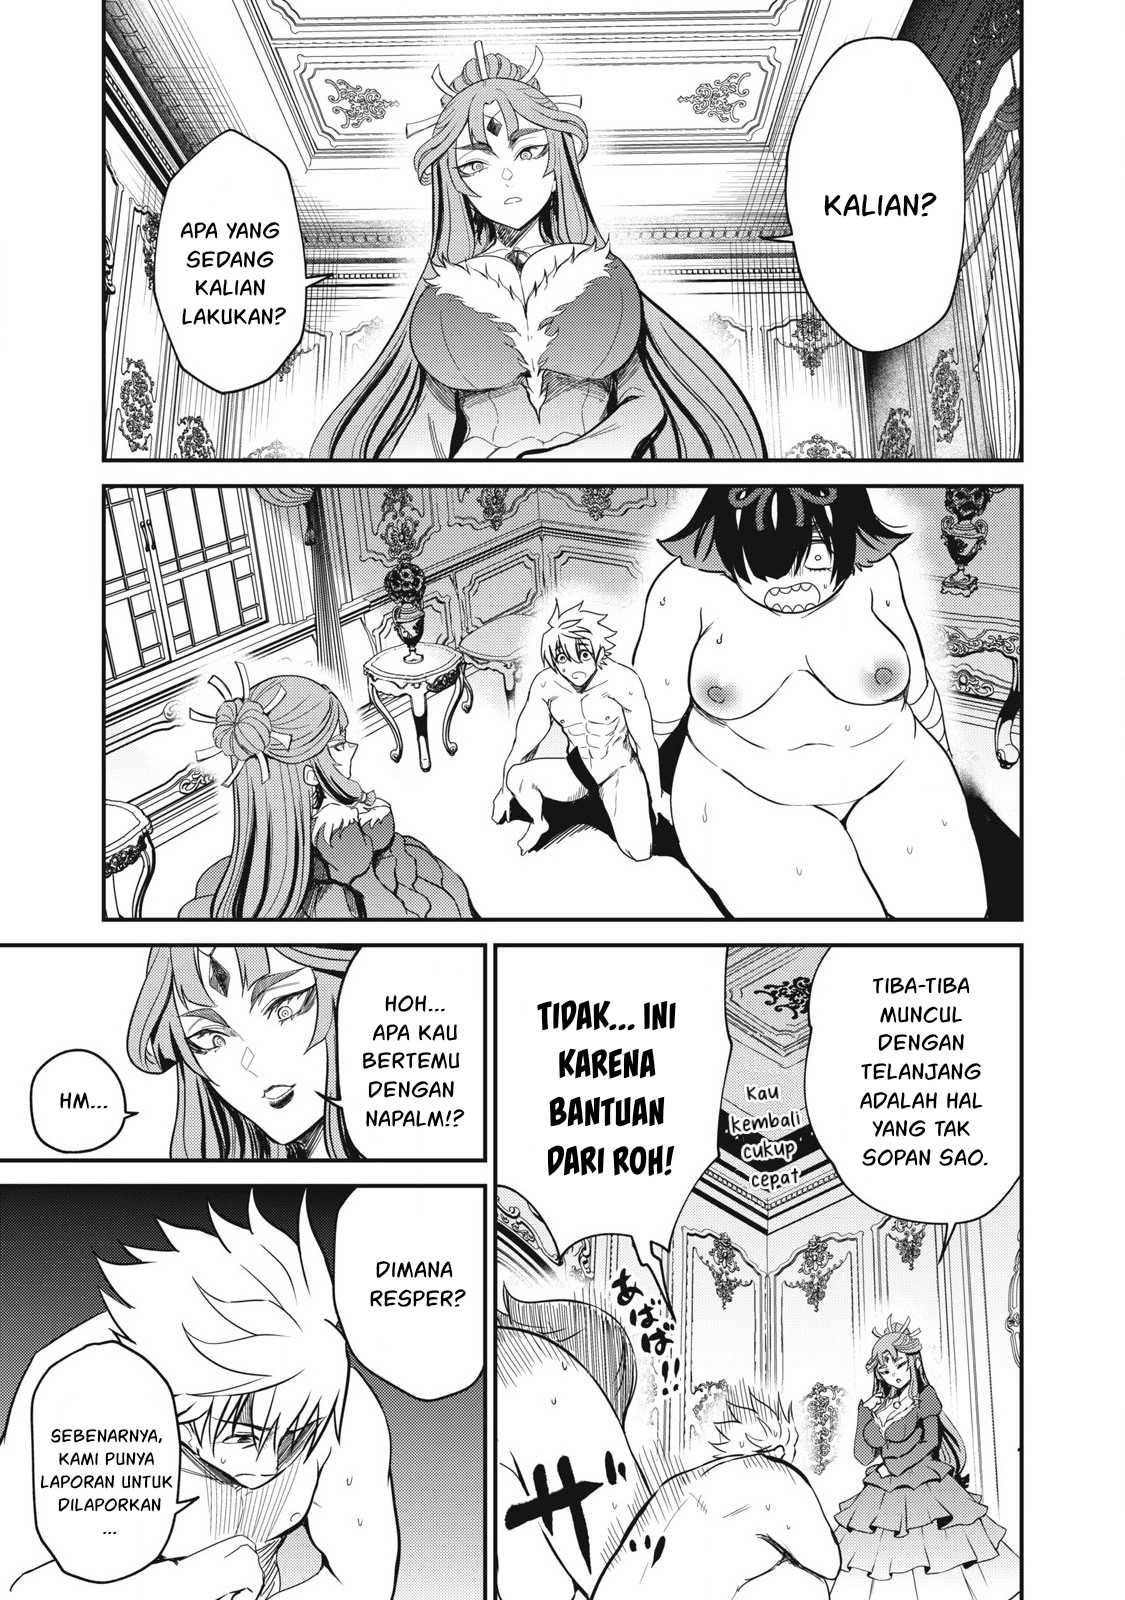 KALIAN?
APA YANG
SEDANG
KALIAN
LAKUKAN?
TIBA-TIBA
MUNCUL
DENGAN
TELANJANG
ADALAH HAL
YANG TAK
SOPAN SAO.
Kau
kembali
cukup
cepat
TIDAK... INI
KARENA
BANTUAN
DARI ROH!
あばばば!!
ザッ
HOH...
APA KAU
BERTEMU
DENGAN
NAPALM!?
HM...
DIMANA
RESPER?
SEBENARNYA,
KAMI PUNYA
LAPORAN UNTUK
DILAPORKAN
...